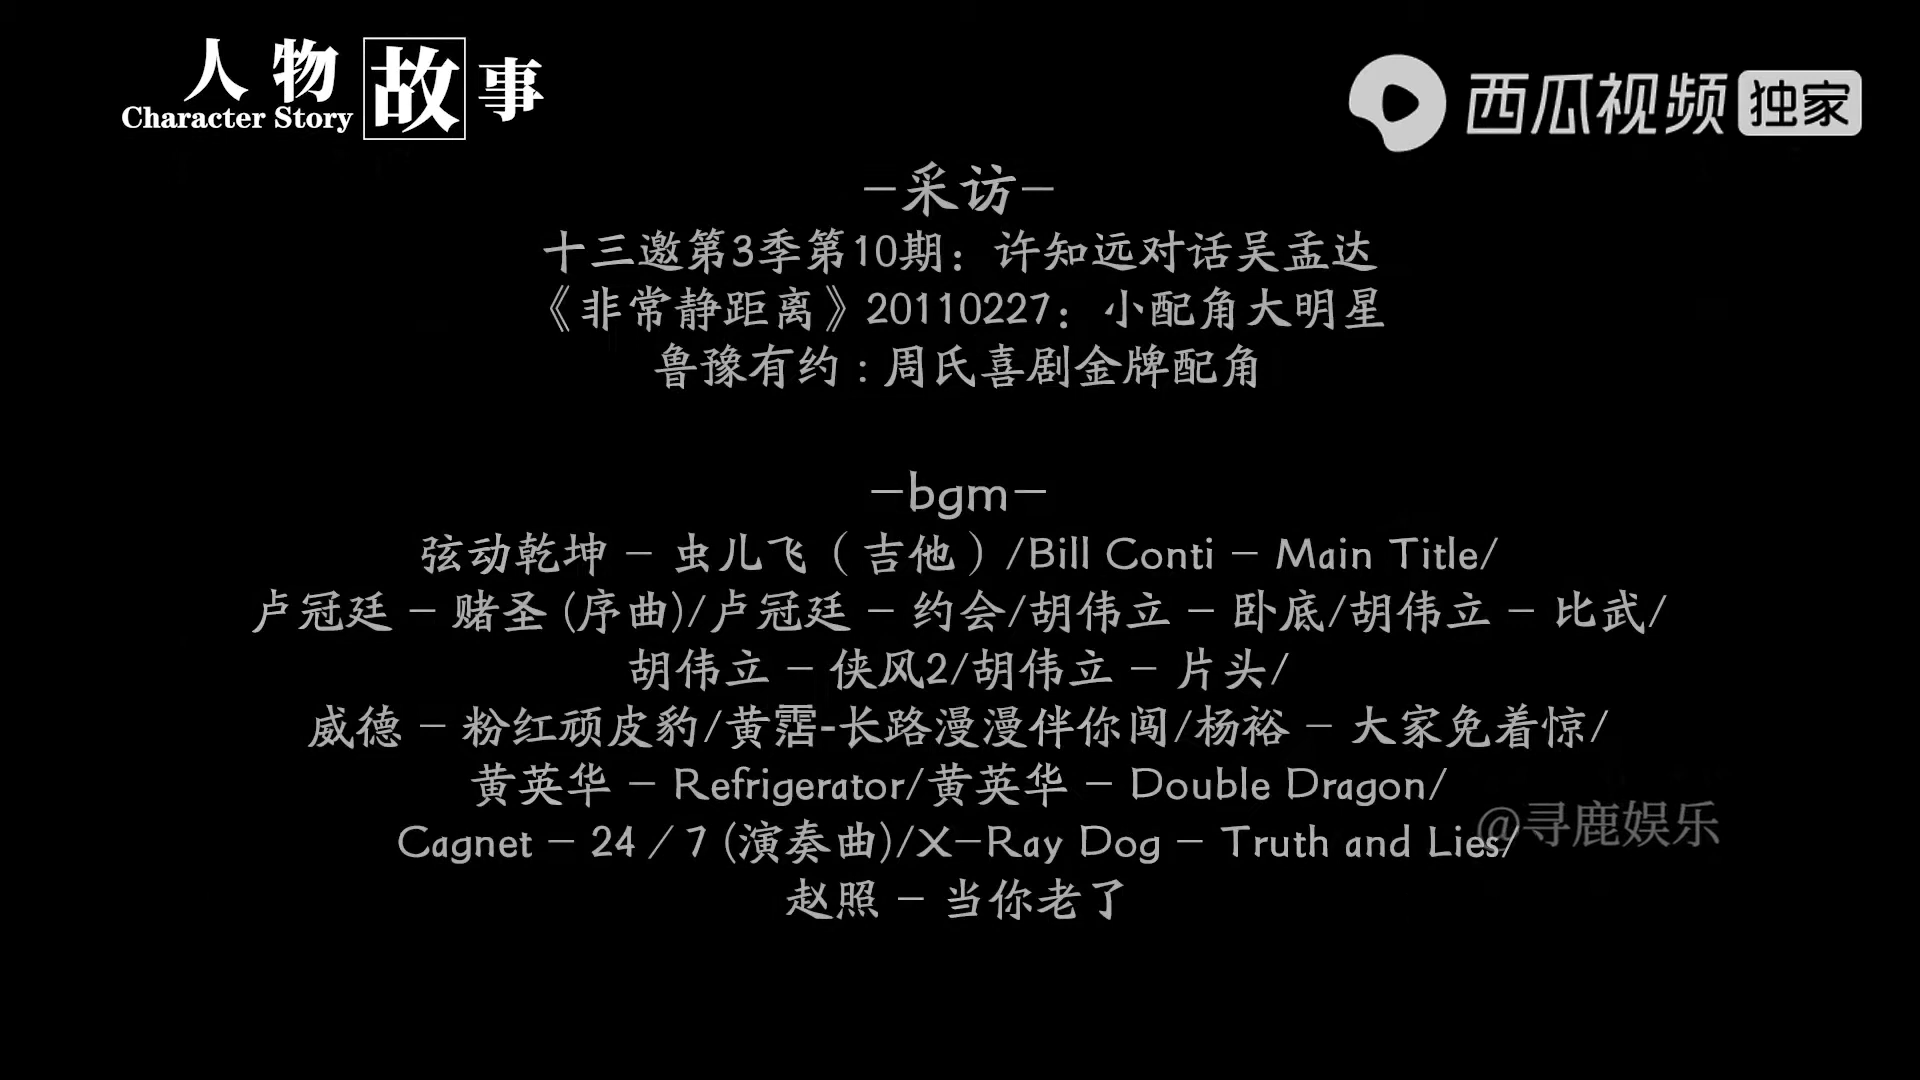 人物故事
Character Story
西瓜视频 独家
-采访-
十三邀第3季第10期：许知远对话吴孟达
《非常静距离》20110227：小配角大明星
鲁豫有约：周氏喜剧金牌配角
-bgm-
弦动乾坤 - 虫儿飞（吉他）/Bill Conti - Main Title/
卢冠廷 - 赌圣 (序曲)/卢冠廷 - 约会/胡伟立 - 卧底/胡伟立 - 比武/
胡伟立 - 侠风2/胡伟立 - 片头/
威德 - 粉红顽皮豹/黄霑-长路漫漫伴你闯/杨裕 - 大家免着惊/
黄英华 - Refrigerator/黄英华 - Double Dragon/
Cagnet - 24 / 7 (演奏曲)/X-Ray Dog - Truth and Lies/
@寻鹿娱乐
赵照 - 当你老了